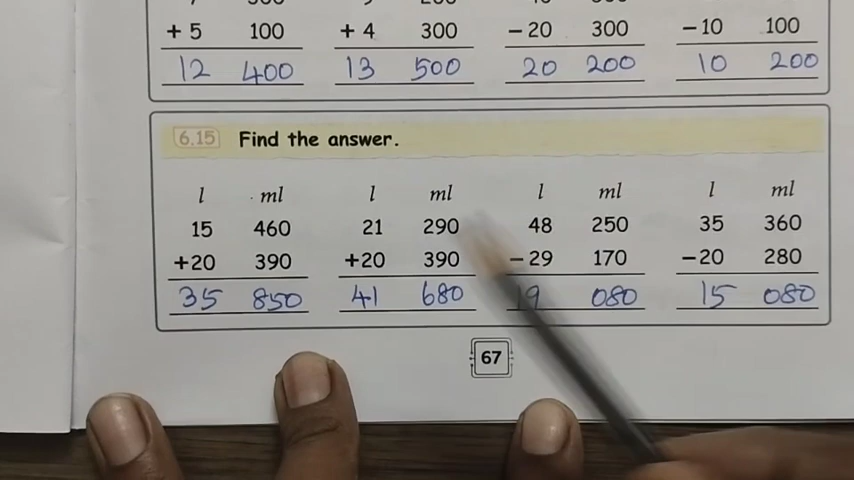 + 5 100 + 4 300 - 20 300 - 10 100
12 400 13 500 20 200 10 200
6.15 Find the answer.
l ml l ml l ml l ml
15 460 21 290 48 250 35 360
+20 390 +20 390 -29 170 -20 280
35 850 41 680 19 080 15 080
67